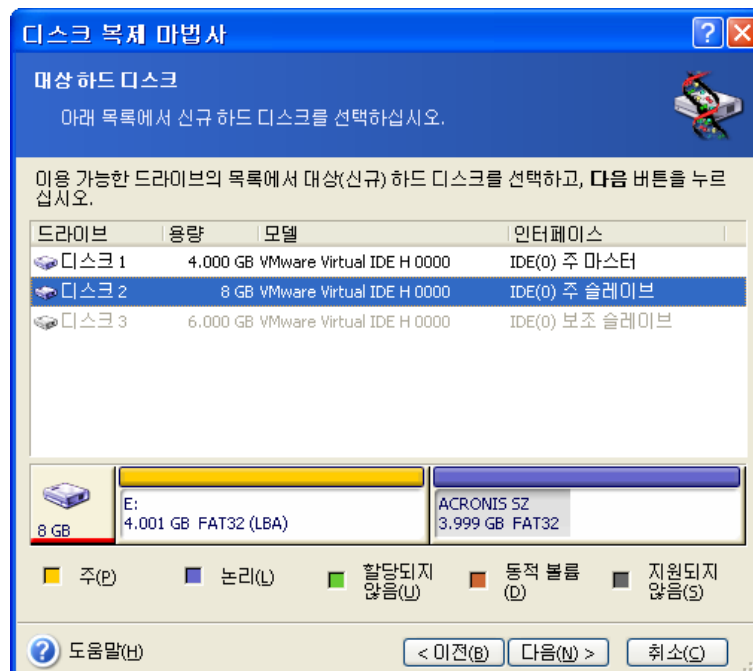 디스크 복제 마법사
대상 하드 디스크
아래 목록에서 신규 하드 디스크를 선택하십시오.
이용 가능한 드라이브의 목록에서 대상(신규) 하드 디스크를 선택하고, 다음 버튼을 누르
십시오.
드라이브 용량 모델 인터페이스
디스크 1 4.000 GB VMware Virtual IDE H 0000 IDE(0) 주 마스터
디스크 2 8 GB VMware Virtual IDE H 0000 IDE(0) 주 슬레이브
디스크 3 6.000 GB VMware Virtual IDE H 0000 IDE(0) 보조 슬레이브
8 GB
E:
4.001 GB FAT32 (LBA)
ACRONIS SZ
3.999 GB FAT32
주(P)
논리(L)
할당되지
않음(U)
동적 볼륨
(D)
지원되지
않음(S)
도움말(H)
< 이전(B)
다음(N) >
취소(C)